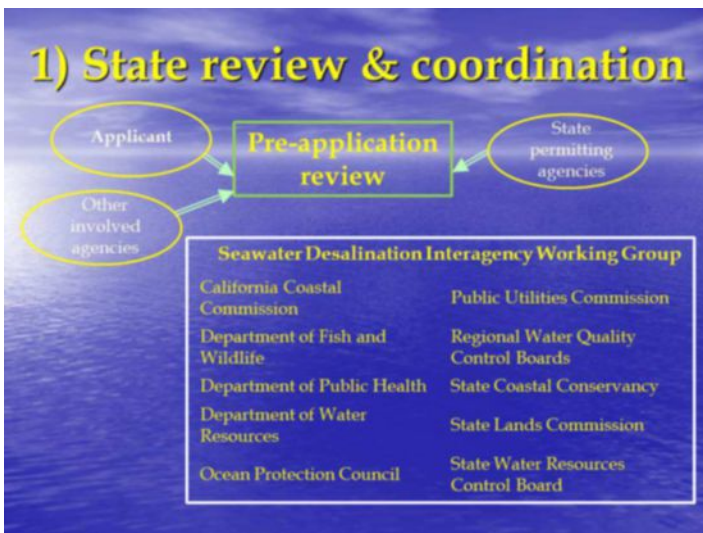 1) State review & coordination
Applicant
Pre-application
review
State
permitting
agencies
Other
involved
agencies
Seawater Desalination Interagency Working Group
California Coastal
Commission
Public Utilities Commission
Department of Fish and
Wildlife
Regional Water Quality
Control Boards
Department of Public Health
State Coastal Conservancy
Department of Water
Resources
State Lands Commission
Ocean Protection Council
State Water Resources
Control Board